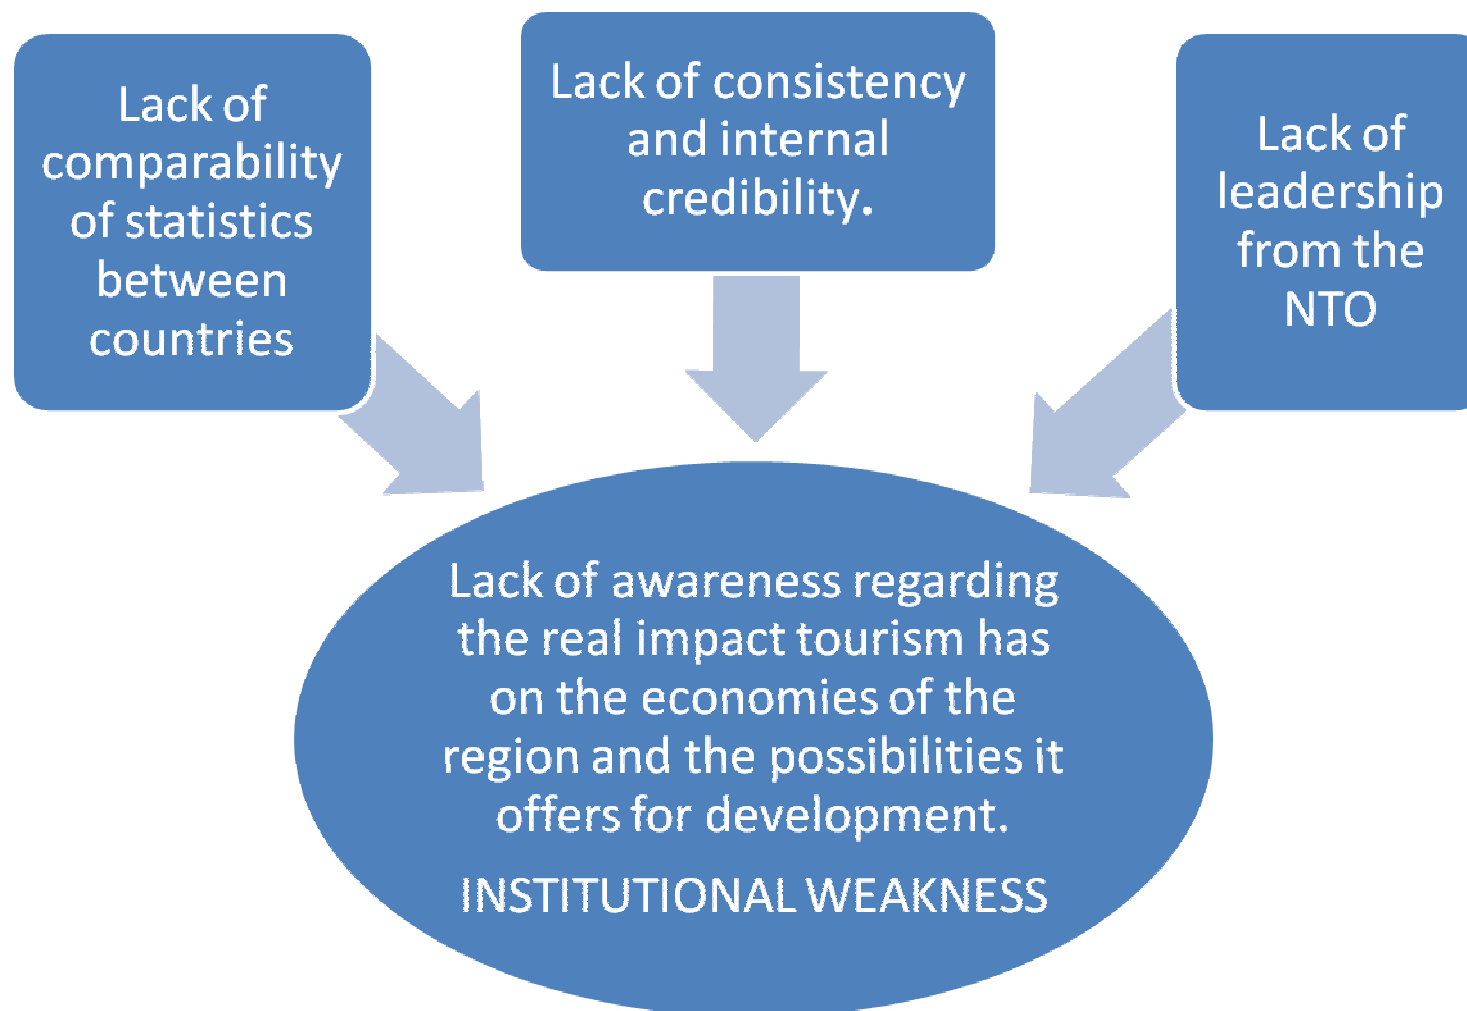 Lack of
comparability
of statistics
between
countries
Lack of consistency
and internal
credibility.
Lack of
leadership
from the
NTO
Lack of awareness regarding
the real impact tourism has
on the economies of the
region and the possibilities it
offers for development.
INSTITUTIONAL WEAKNESS